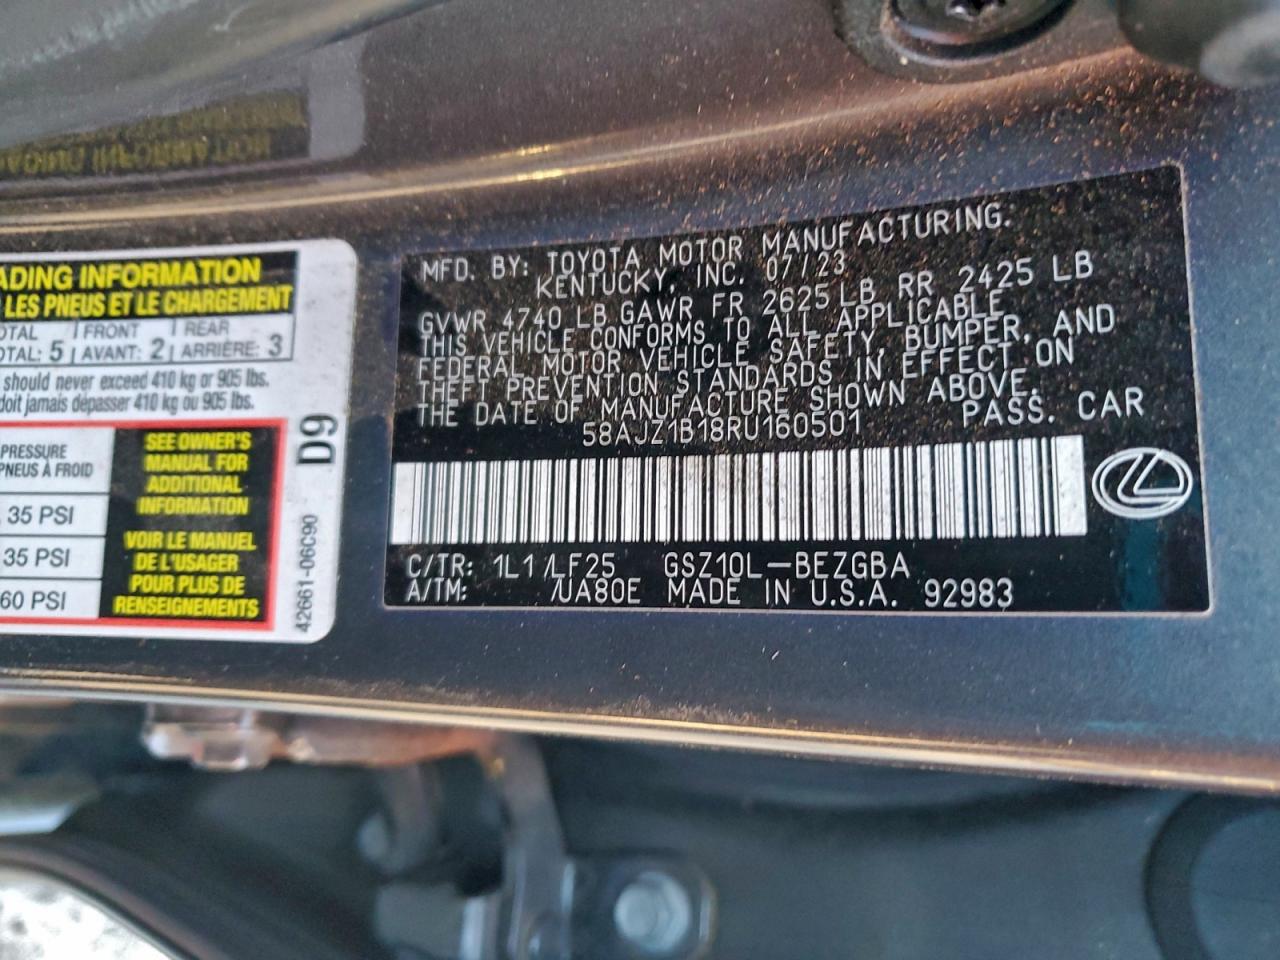 ADING INFORMATION
LES PNEUS ET LE CHARGEMENT
OTAL FRONT REAR
OTAL: 5 AVANT: 2 ARRIÈRE: 3
should never exceed 410 kg or 905 lbs.
doit jamais dépasser 410 kg ou 905 lbs.
PRESSURE
PNEUS À FROID
35 PSI
35 PSI
60 PSI
SEE OWNER'S
MANUAL FOR
ADDITIONAL
INFORMATION
VOIR LE MANUEL
DE L'USAGER
POUR PLUS DE
RENSEIGNEMENTS
D9
42661-06C90
MFD. BY: TOYOTA MOTOR MANUFACTURING.
KENTUCKY, INC. 07/23
GVWR 4740 LB GAWR FR 2625 LB RR 2425 LB
THIS VEHICLE CONFORMS TO ALL APPLICABLE
FEDERAL MOTOR VEHICLE SAFETY, BUMPER, AND
THEFT PREVENTION STANDARDS IN EFFECT ON
THE DATE OF MANUFACTURE SHOWN ABOVE.
58AJZ1B18RU160501 PASS. CAR
C/TR: 1L1/LF25 GSZ10L-BEZGBA
A/TM: /UA80E MADE IN U.S.A. 92983